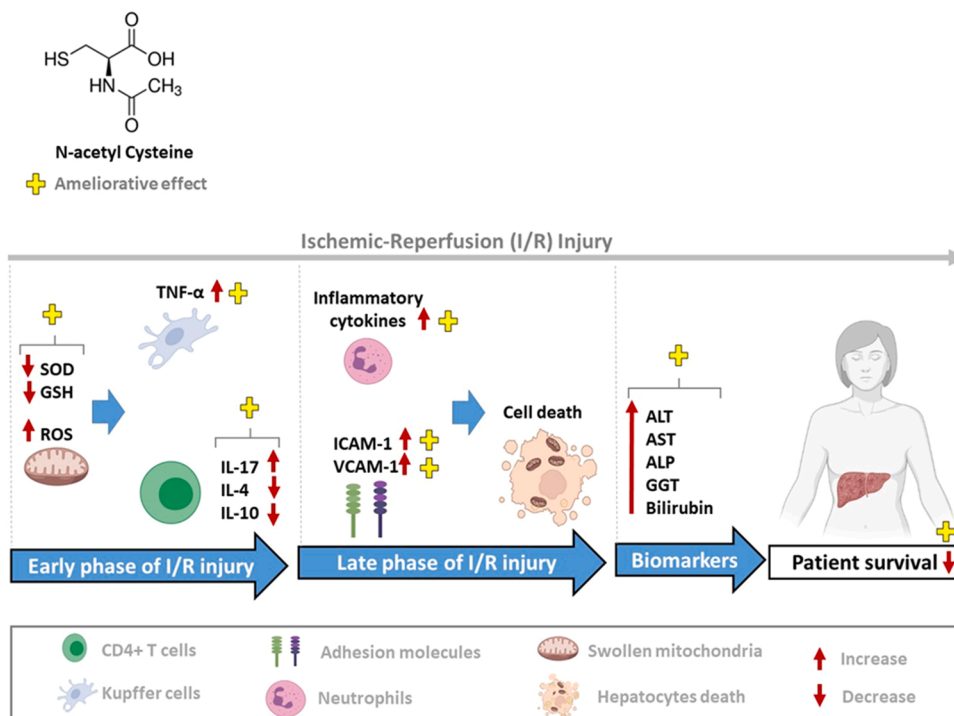 O
HS
OH
HN
CH3
O
N-acetyl Cysteine
Ameliorative effect
Ischemic-Reperfusion (I/R) Injury
SOD
GSH
ROS
TNF-α
IL-17
IL-4
IL-10
Inflammatory
cytokines
ICAM-1
VCAM-1
Cell death
ALT
AST
ALP
GGT
Bilirubin
Early phase of I/R injury
Late phase of I/R injury
Biomarkers
Patient survival
CD4+ T cells
Adhesion molecules
Swollen mitochondria
Increase
Kupffer cells
Neutrophils
Hepatocytes death
Decrease